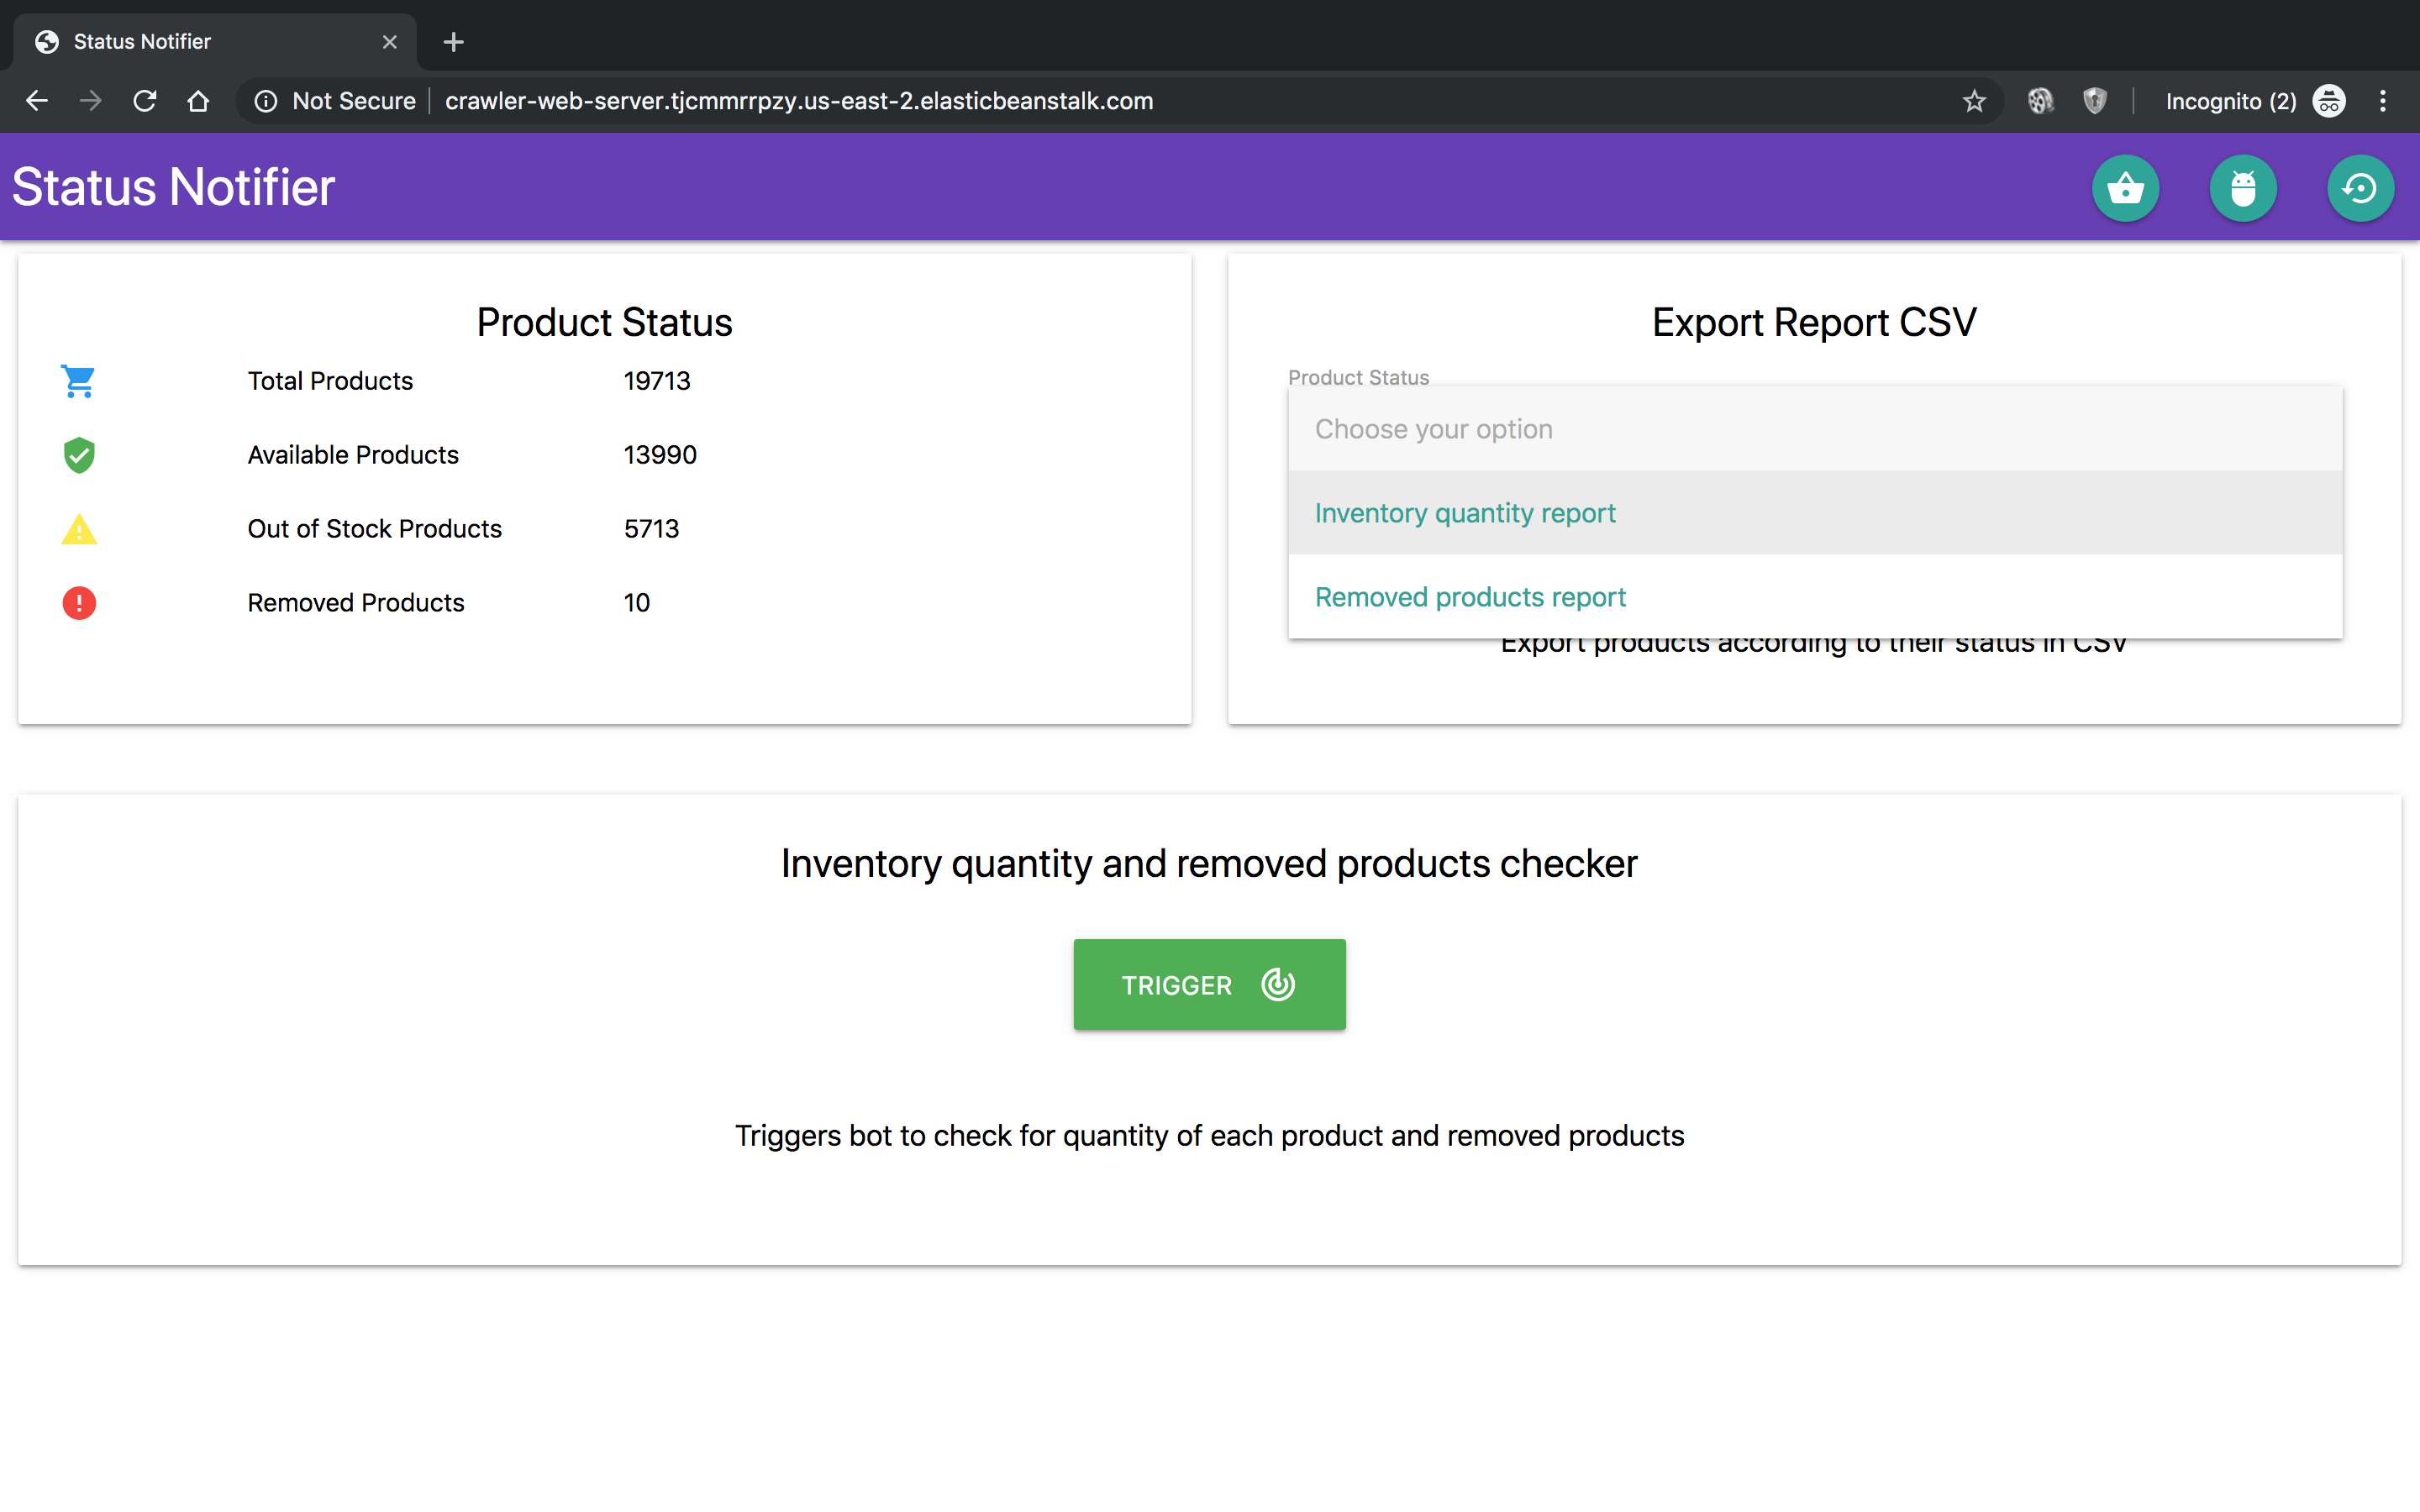 Status Notifier
Not Secure | crawler-web-server.tjcmmrrpzy.us-east-2.elasticbeanstalk.com
Incognito (2)
Status Notifier
Product Status
Total Products 19713
Available Products 13990
Out of Stock Products 5713
Removed Products 10
Export Report CSV
Product Status
Choose your option
Inventory quantity report
Removed products report
Export products according to their status in CSV
Inventory quantity and removed products checker
TRIGGER
Triggers bot to check for quantity of each product and removed products